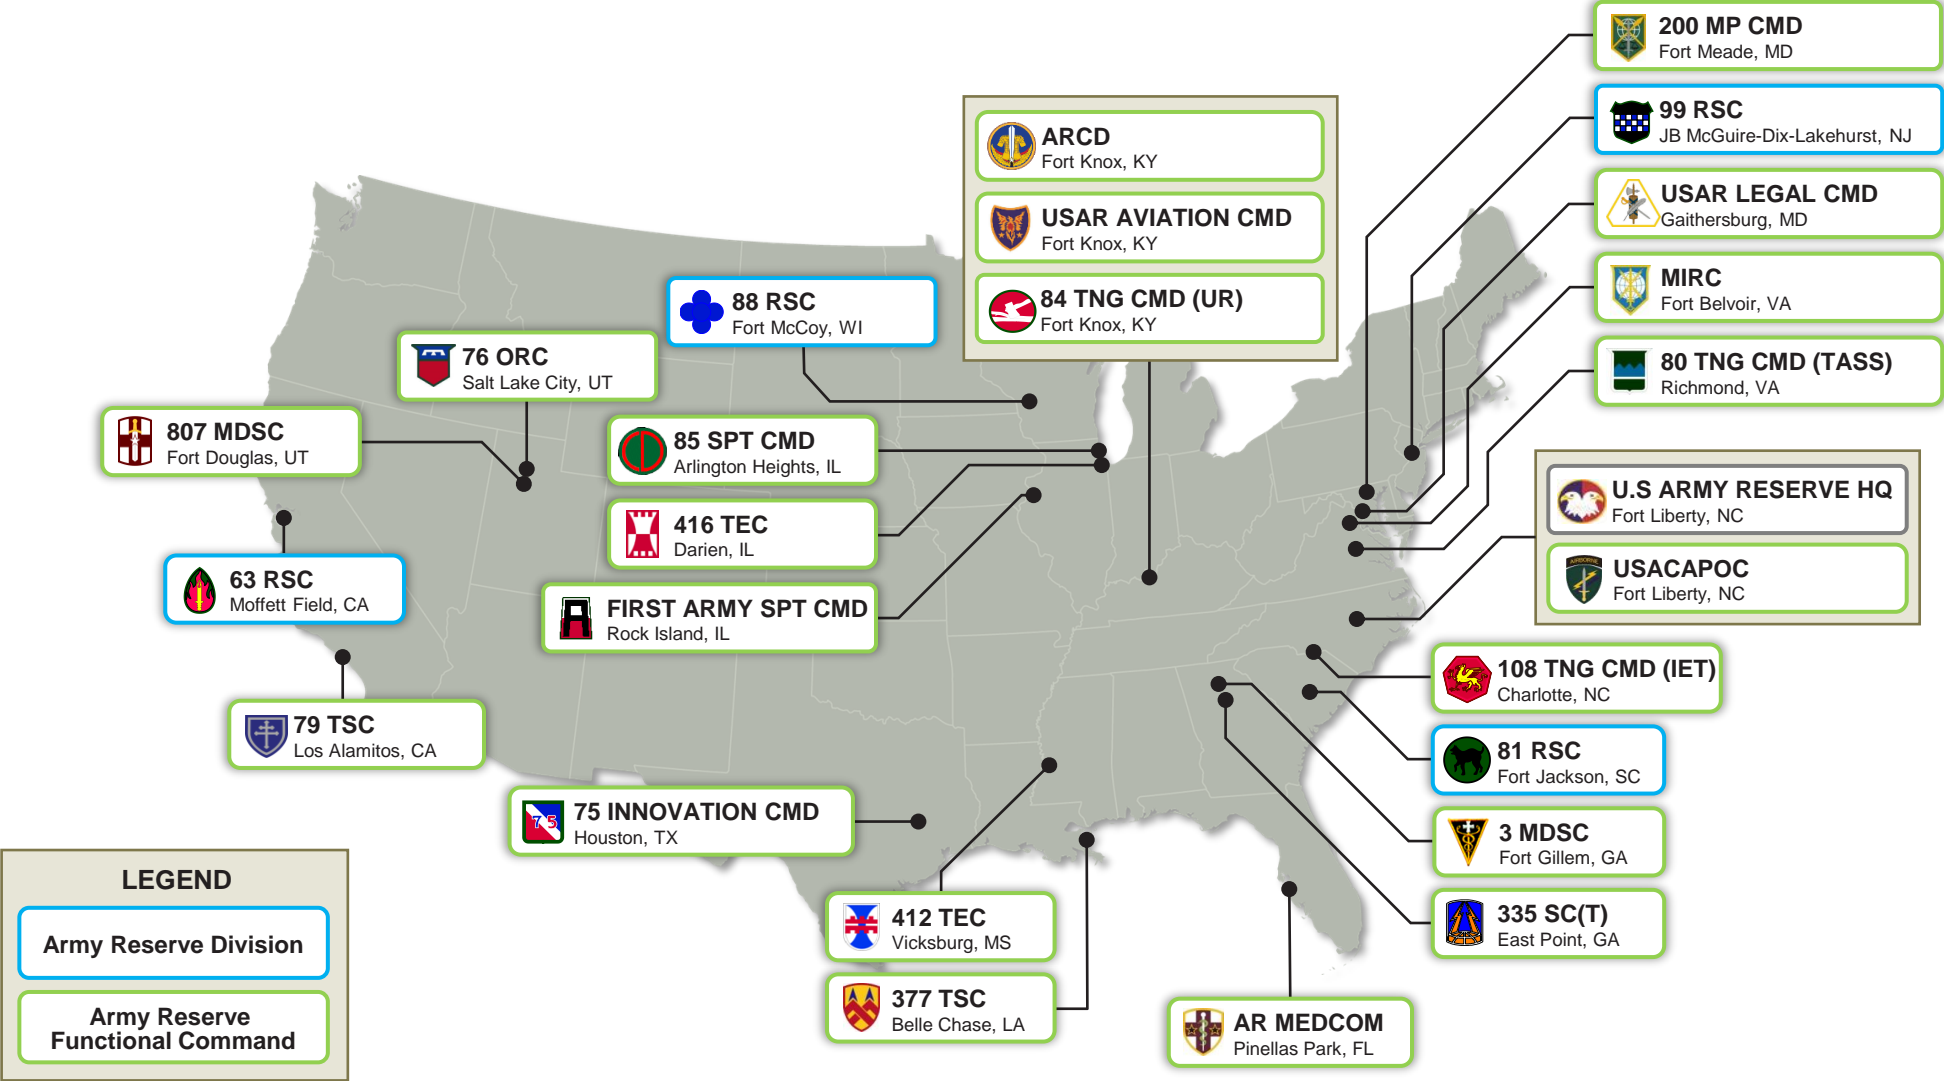 200 MP CMD
Fort Meade, MD
99 RSC
JB McGuire-Dix-Lakehurst, NJ
USAR LEGAL CMD
Gaithersburg, MD
MIRC
Fort Belvoir, VA
80 TNG CMD (TASS)
Richmond, VA
ARCD
Fort Knox, KY
USAR AVIATION CMD
Fort Knox, KY
84 TNG CMD (UR)
Fort Knox, KY
88 RSC
Fort McCoy, WI
76 ORC
Salt Lake City, UT
807 MDSC
Fort Douglas, UT
85 SPT CMD
Arlington Heights, IL
416 TEC
Darien, IL
FIRST ARMY SPT CMD
Rock Island, IL
63 RSC
Moffett Field, CA
79 TSC
Los Alamitos, CA
U.S ARMY RESERVE HQ
Fort Liberty, NC
AIRBORNE
USACAPOC
Fort Liberty, NC
108 TNG CMD (IET)
Charlotte, NC
81 RSC
Fort Jackson, SC
3 MDSC
Fort Gillem, GA
335 SC(T)
East Point, GA
75
75 INNOVATION CMD
Houston, TX
412 TEC
Vicksburg, MS
377 TSC
Belle Chase, LA
AR MEDCOM
Pinellas Park, FL
LEGEND
Army Reserve Division
Army Reserve
Functional Command